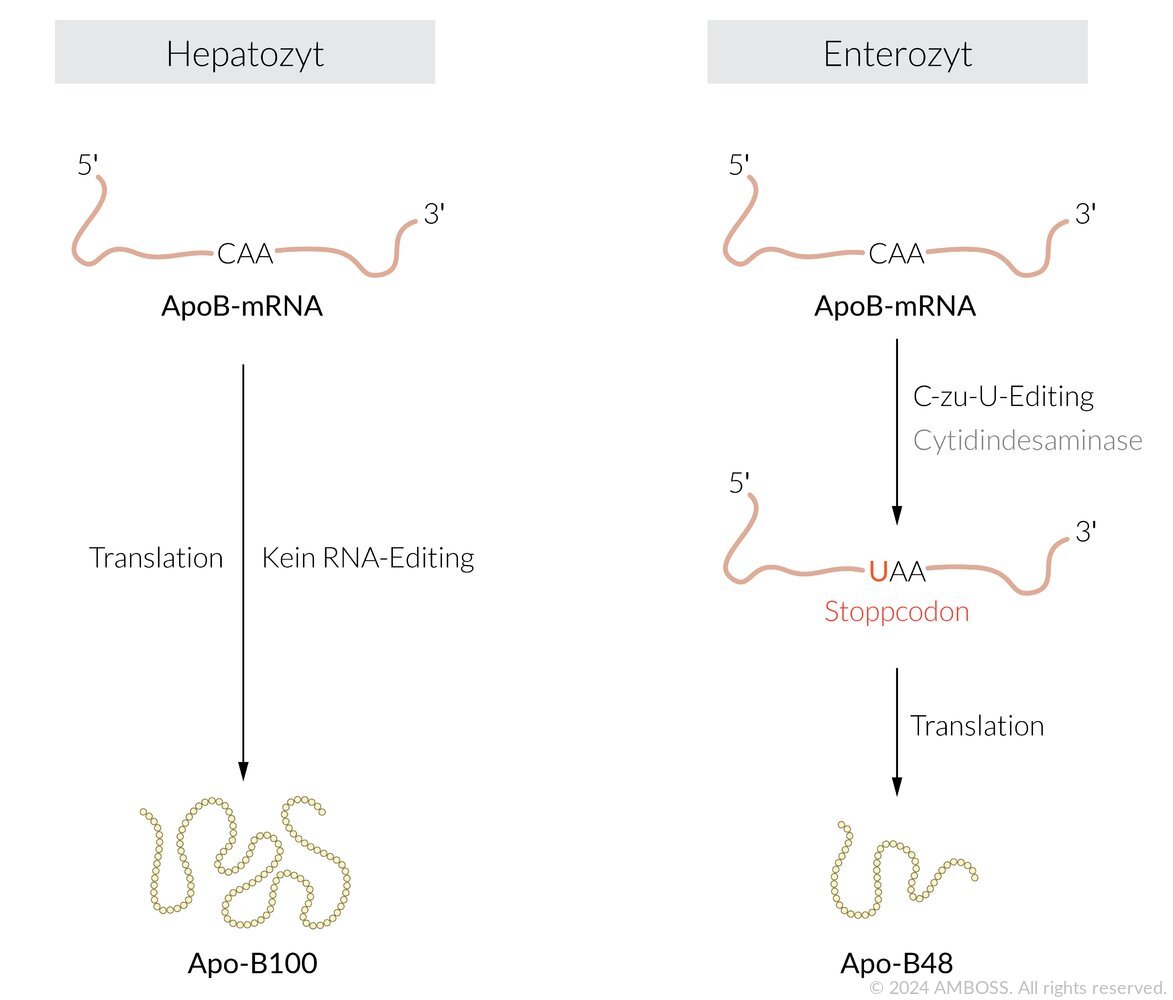 Hepatozyt
Enterozyt
5'
3'
CAA
ApoB-mRNA
5'
3'
CAA
ApoB-mRNA
C-zu-U-Editing
Cytidindesaminase
5'
3'
UAA
Stoppcodon
Translation
Kein RNA-Editing
Translation
Apo-B100
Apo-B48
© 2024 AMBOSS. All rights reserved.